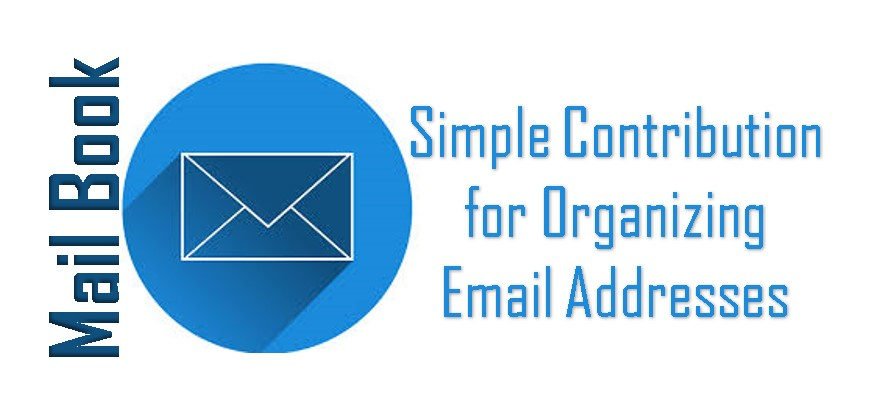 Mail Book
Simple Contribution
for Organizing
Email Addresses